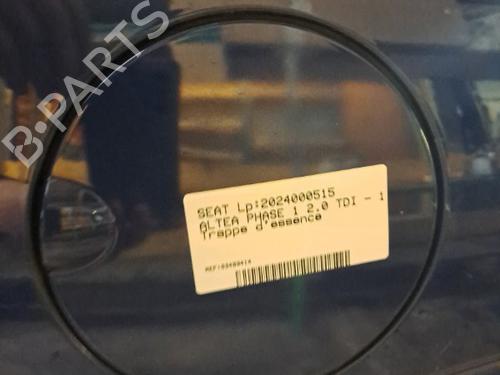 B-PARTS
SEAT Lp:2024000515
ALTEA PHASE 1 2.0 TDI - 1
Trappe d'essence